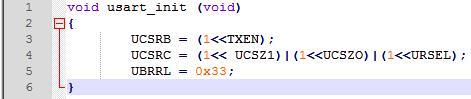 1 void usart_init (void)
2 {
3 UCSRB = (1<<TXEN);
4 UCSRC = (1<< UCSZ1)|(1<<UCSZ0)|(1<<URSEL);
5 UBRRL = 0x33;
6 }